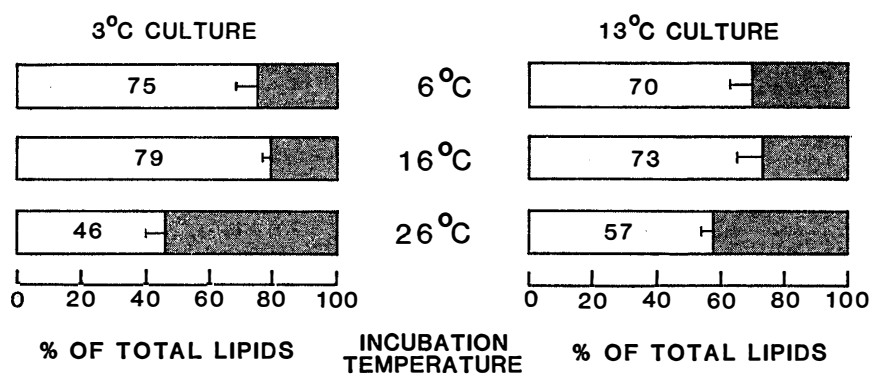 3°C CULTURE 13°C CULTURE
75 6°C 70
79 16°C 73
46 26°C 57
0 20 40 60 80 100 0 20 40 60 80 100
% OF TOTAL LIPIDS INCUBATION TEMPERATURE % OF TOTAL LIPIDS